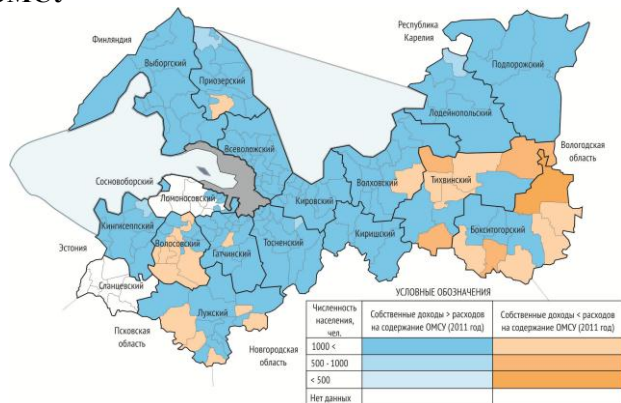 ОМСУ
Финляндия
Республика
Карелия
Выборгский
Приозерский
Подпорожский
Лодейнопольский
Всеволожский
Вологодская
область
Сосновоборский
Ломоносовский
Кировский
Волховский
Тихвинский
Кингисеппский
Эстония
Волосовский
Гатчинский
Тосненский
Киришский
Бокситогорский
Сланцевский
Лужский
Псковская
область
Новгородская
область
УСЛОВНЫЕ ОБОЗНАЧЕНИЯ
Численность
населения,
чел.
Собственные доходы > расходов
на содержание ОМСУ (2011 год)
Собственные доходы < расходов
на содержание ОМСУ (2011 год)
1000 <
500 - 1000
< 500
Нет данных